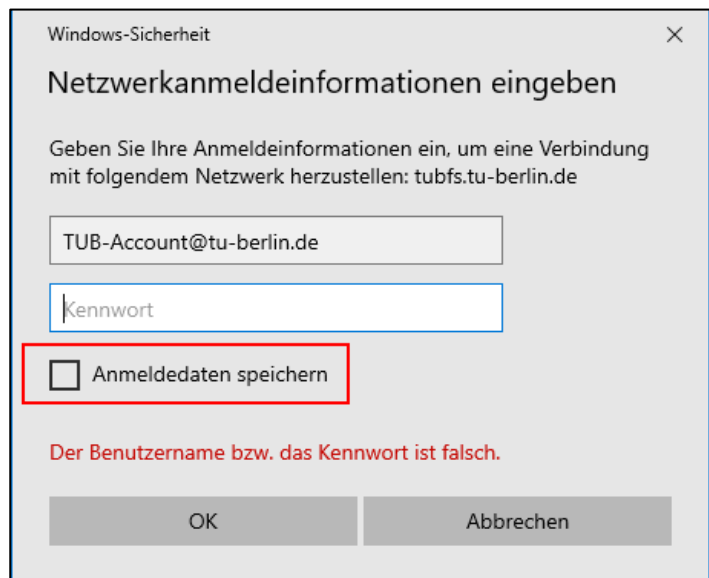 Windows-Sicherheit
Netzwerkanmeldeinformationen eingeben
Geben Sie Ihre Anmeldeinformationen ein, um eine Verbindung
mit folgendem Netzwerk herzustellen: tubfs.tu-berlin.de
TUB-Account@tu-berlin.de
Kennwort
Anmeldedaten speichern
Der Benutzername bzw. das Kennwort ist falsch.
OK
Abbrechen